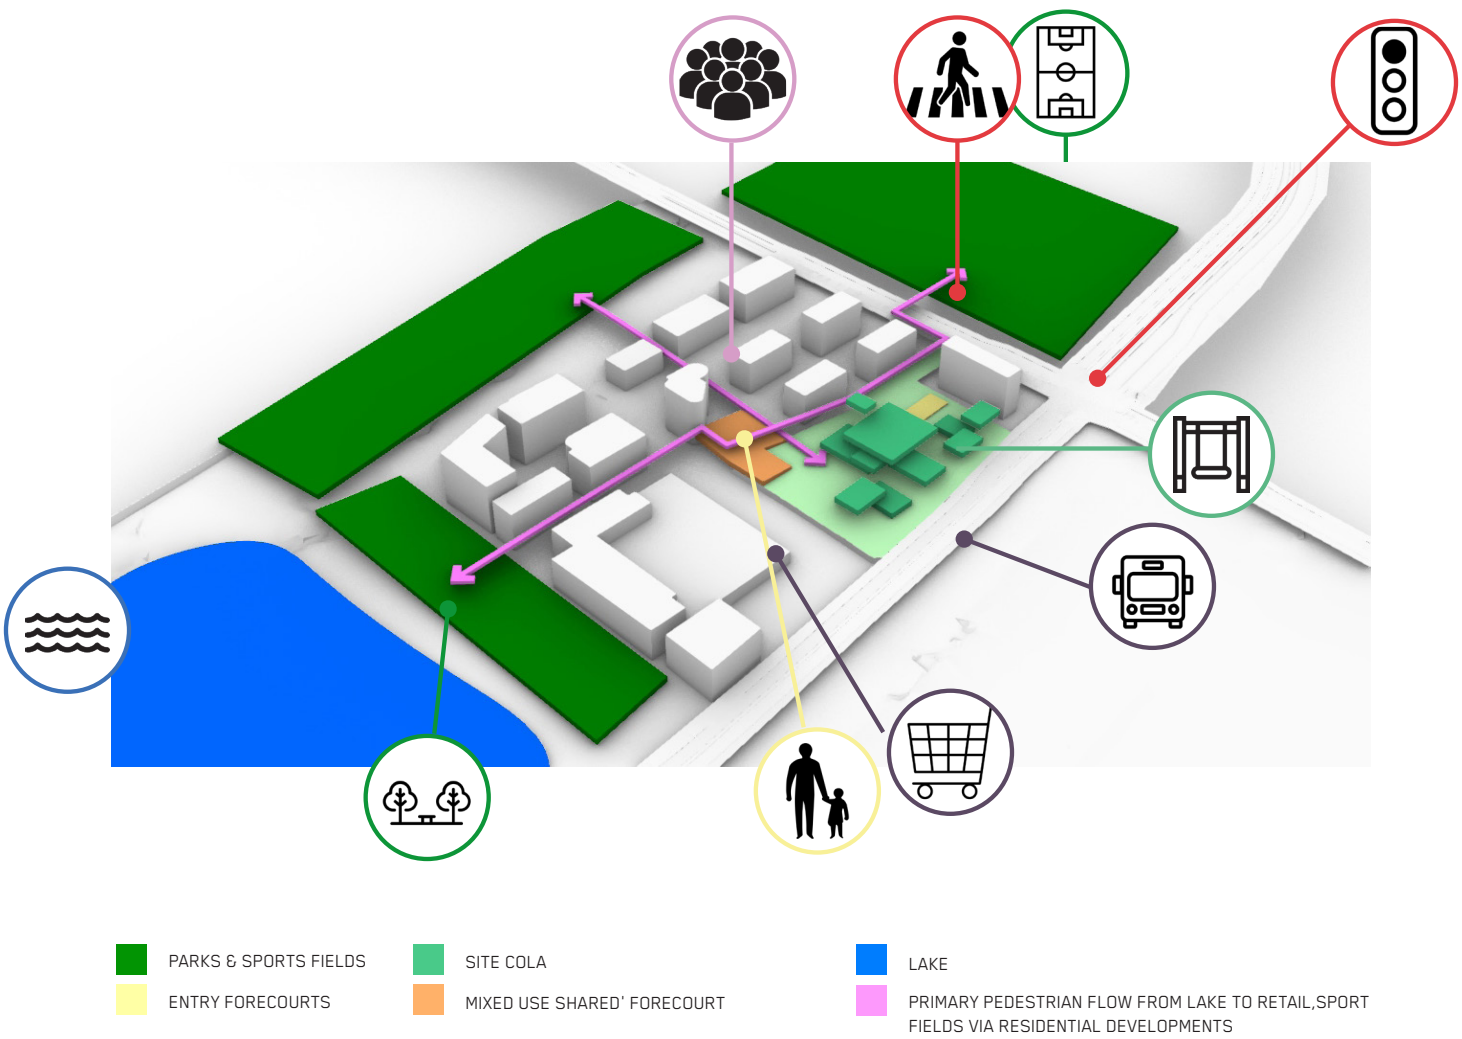 PARKS & SPORTS FIELDS
SITE COLA
LAKE
ENTRY FORECOURTS
MIXED USE SHARED' FORECOURT
PRIMARY PEDESTRIAN FLOW FROM LAKE TO RETAIL,SPORT
FIELDS VIA RESIDENTIAL DEVELOPMENTS